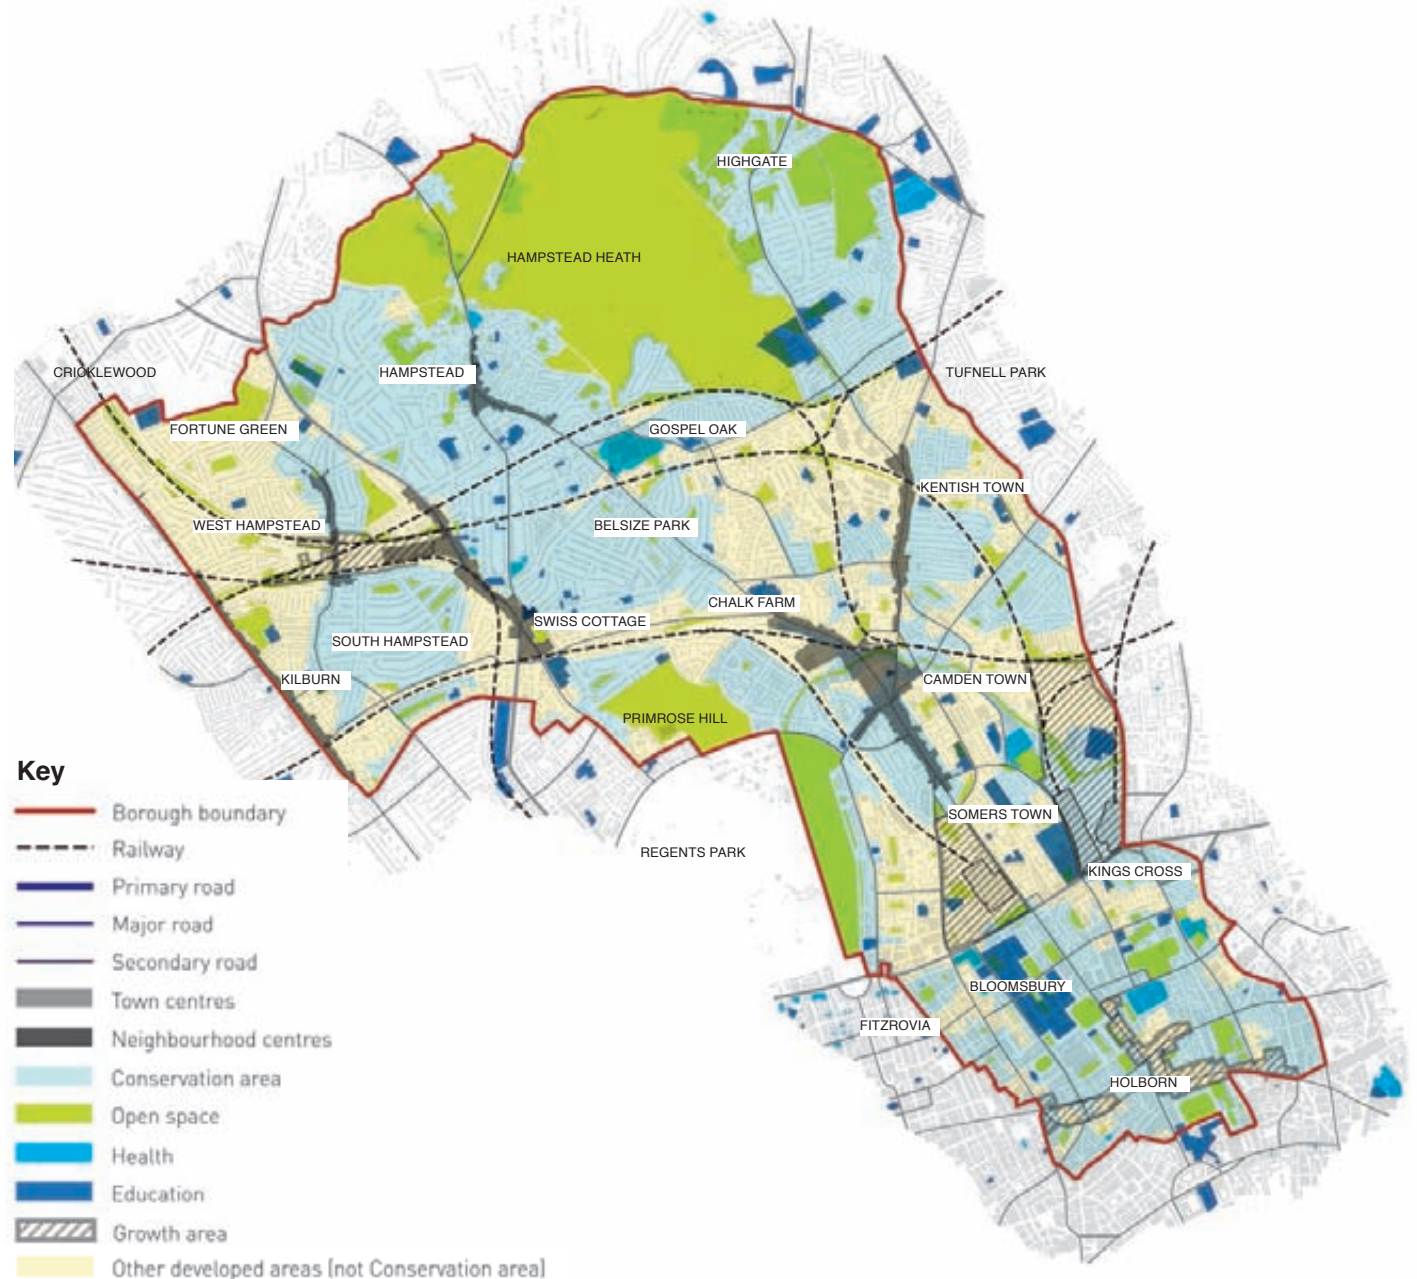 HIGHGATE
HAMPSTEAD HEATH
CRICKLEWOOD
HAMPSTEAD
TUFNELL PARK
FORTUNE GREEN
GOSPEL OAK
KENTISH TOWN
WEST HAMPSTEAD
BELSIZE PARK
CHALK FARM
SWISS COTTAGE
SOUTH HAMPSTEAD
KILBURN
CAMDEN TOWN
PRIMROSE HILL
SOMERS TOWN
REGENTS PARK
KINGS CROSS
BLOOMSBURY
FITZROVIA
HOLBORN
Key
Borough boundary
Railway
Primary road
Major road
Secondary road
Town centres
Neighbourhood centres
Conservation area
Open space
Health
Education
Growth area
Other developed areas (not Conservation area)